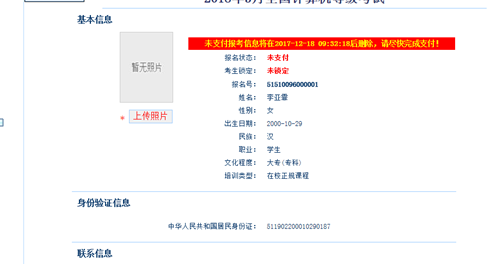 2018年3月全国计算机等级考试
基本信息
未支付报考信息将在2017-12-18 09:32:18后删除，请尽快完成支付！
暂无照片
* 上传照片
报名状态： 未支付
考生锁定： 未锁定
报名号： 51510096000001
姓名： 李亚霏
性别： 女
出生日期： 2000-10-29
民族： 汉
职业： 学生
文化程度： 大专(专科)
培训类型： 在校正规课程
身份验证信息
中华人民共和国居民身份证： 511902200010290187
联系信息